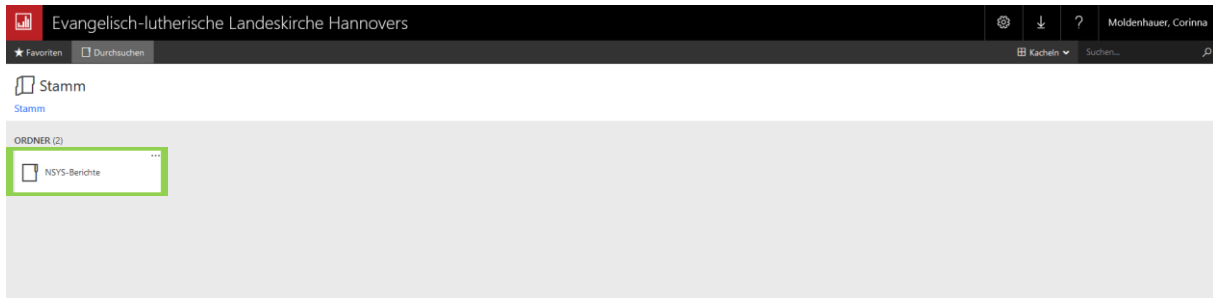 Evangelisch-lutherische Landeskirche Hannovers ? Moldenhauer, Corinna
Favoriten Durchsuchen Kacheln Suchen...
Stamm
Stamm
ORDNER (2)
...
NSYS-Berichte